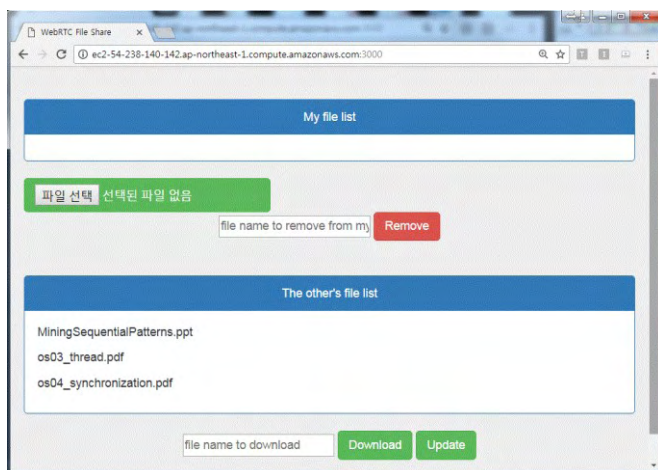 WebRTC File Share
ec2-54-238-140-142.ap-northeast-1.compute.amazonaws.com:3000
My file list
파일 선택 선택된 파일 없음
file name to remove from my Remove
The other's file list
MiningSequentialPatterns.ppt
os03_thread.pdf
os04_synchronization.pdf
file name to download Download Update